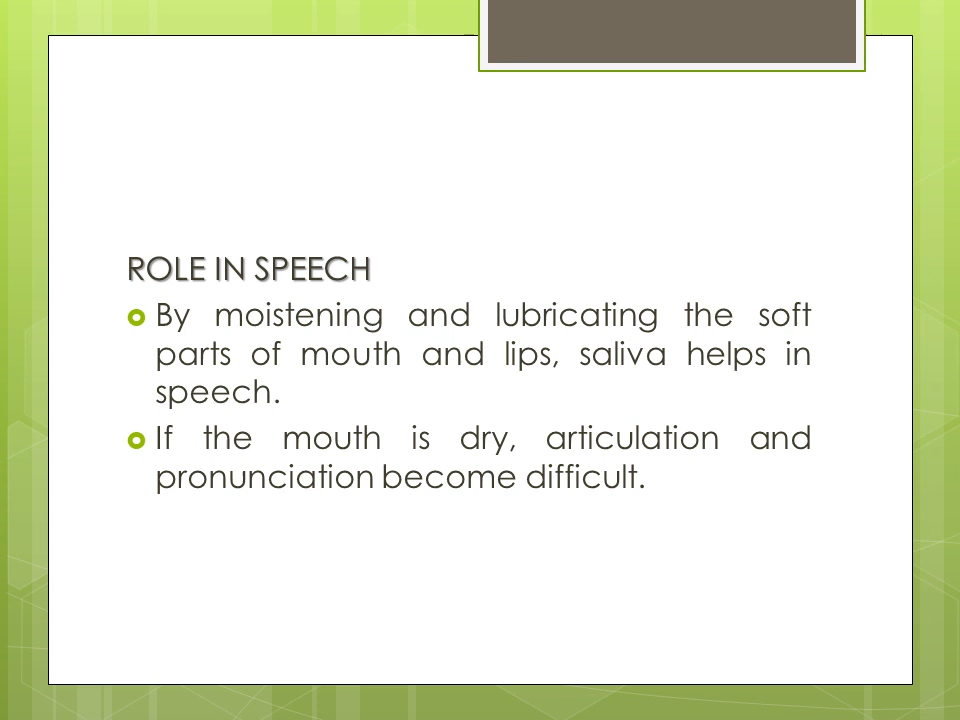 ROLE IN SPEECH
By moistening and lubricating the soft
parts of mouth and lips, saliva helps in
speech.
If the mouth is dry, articulation and
pronunciation become difficult.